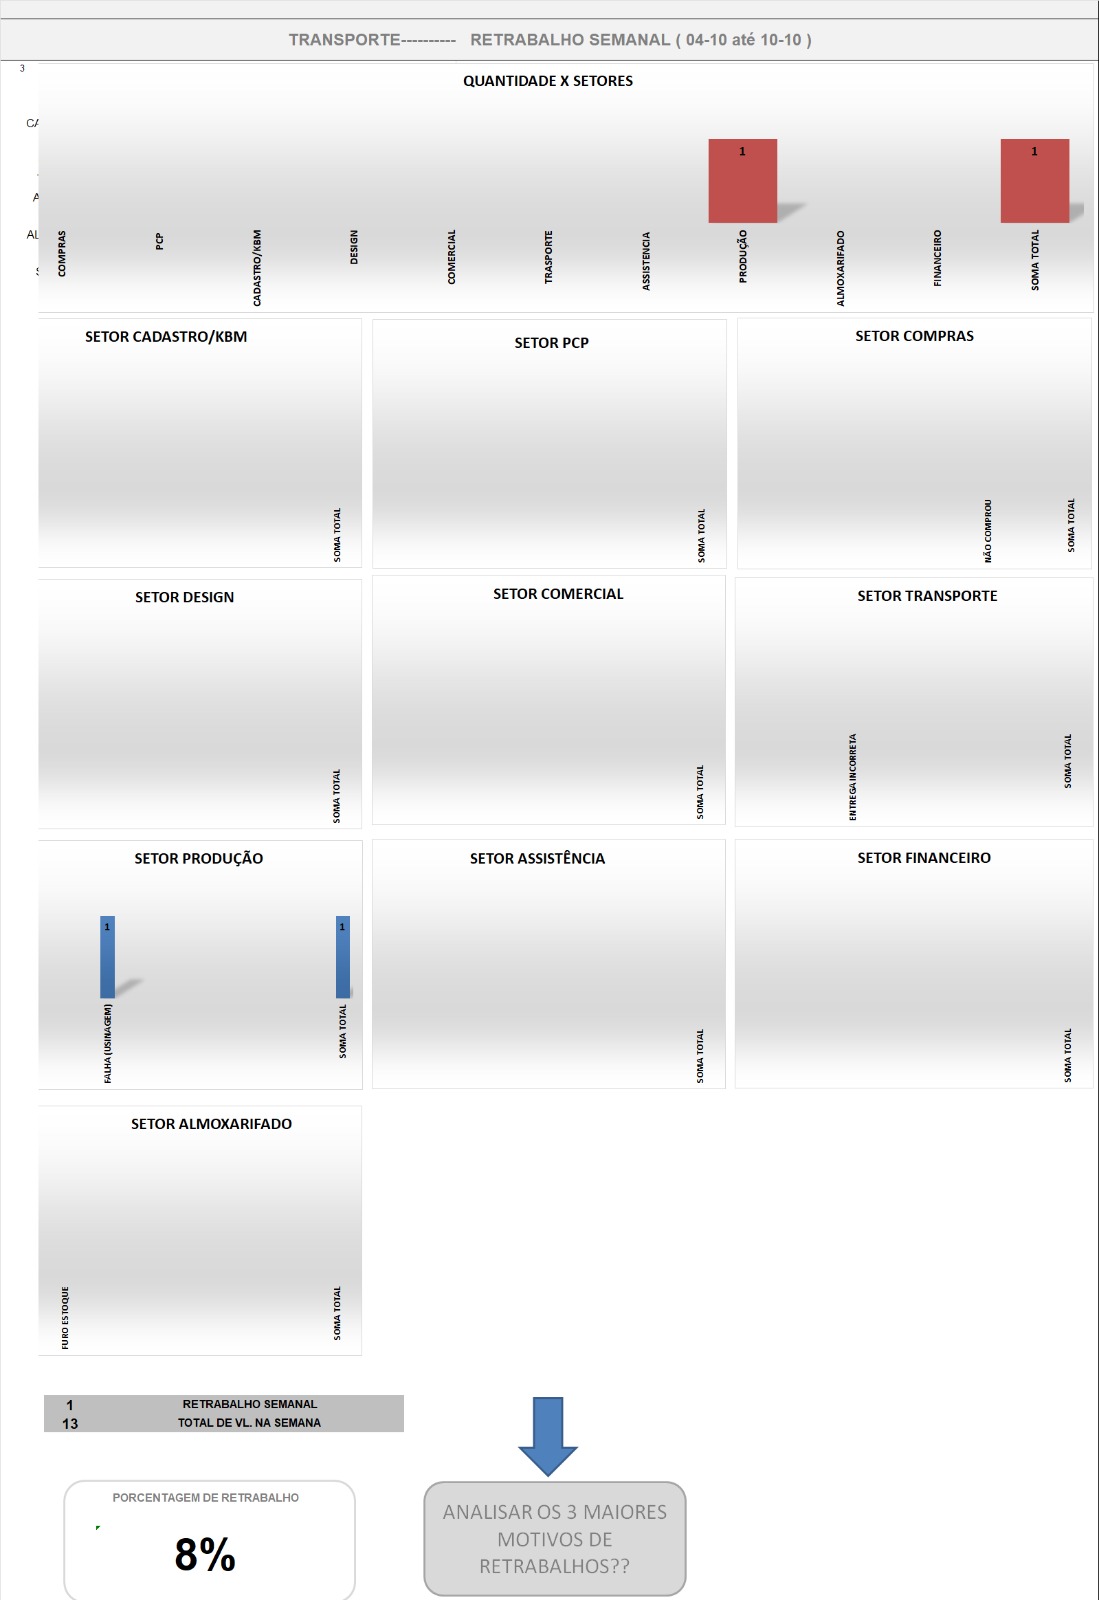 TRANSPORTE---------- RETRABALHO SEMANAL ( 04-10 até 10-10 )
3
QUANTIDADE X SETORES
CA
A
AL
S
1
1
COMPRAS
PCP
CADASTRO/KBM
DESIGN
COMERCIAL
TRASPORTE
ASSISTENCIA
PRODUÇÃO
ALMOXARIFADO
FINANCEIRO
SOMA TOTAL
SETOR CADASTRO/KBM
SOMA TOTAL
SETOR PCP
SOMA TOTAL
SETOR COMPRAS
NÃO COMPROU
SOMA TOTAL
SETOR DESIGN
SOMA TOTAL
SETOR COMERCIAL
SOMA TOTAL
SETOR TRANSPORTE
ENTREGA INCORRETA
SOMA TOTAL
SETOR PRODUÇÃO
1
1
FALHA (USINAGEM)
SOMA TOTAL
SETOR ASSISTÊNCIA
SOMA TOTAL
SETOR FINANCEIRO
SOMA TOTAL
SETOR ALMOXARIFADO
FURO ESTOQUE
SOMA TOTAL
1 RETRABALHO SEMANAL
13 TOTAL DE VL. NA SEMANA
PORCENTAGEM DE RETRABALHO
8%
ANALISAR OS 3 MAIORES
MOTIVOS DE
RETRABALHOS??